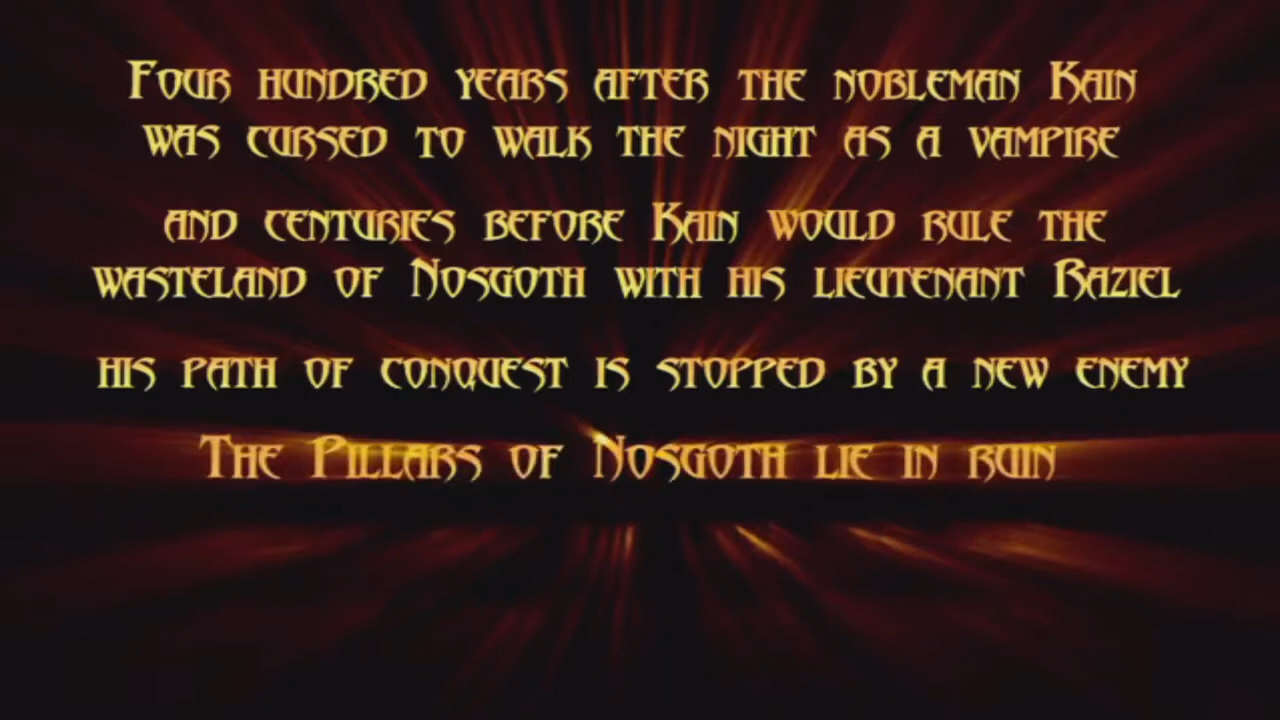 Four hundred years after the nobleman Kain
was cursed to walk the night as a vampire
and centuries before Kain would rule the
wasteland of Nosgoth with his lieutenant Raziel
his path of conquest is stopped by a new enemy
The Pillars of Nosgoth lie in ruin